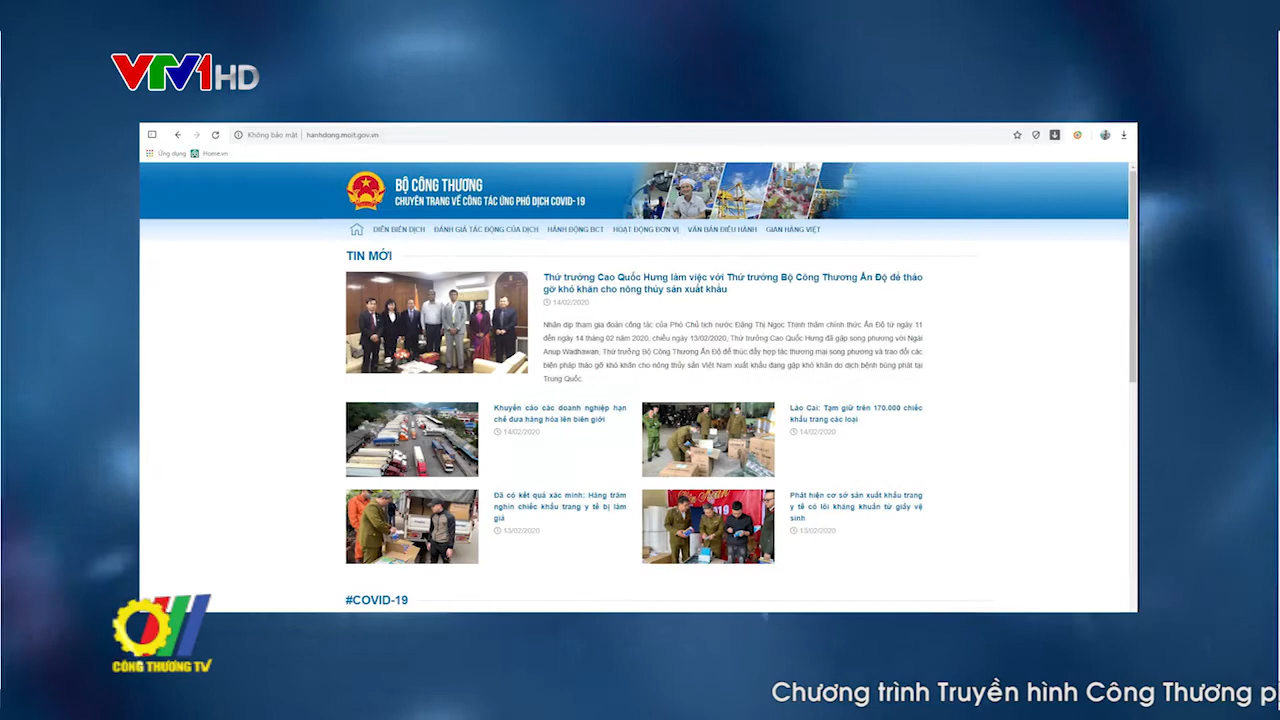 VTV1 HD
Không bảo mật | hanhdong.moit.gov.vn
Ứng dụng Home.vn
BỘ CÔNG THƯƠNG
CHUYÊN TRANG VỀ CÔNG TÁC ỨNG PHÓ DỊCH COVID-19
DIỄN BIẾN DỊCH ĐÁNH GIÁ TÁC ĐỘNG CỦA DỊCH HÀNH ĐỘNG BCT HOẠT ĐỘNG ĐƠN VỊ VĂN BẢN ĐIỀU HÀNH GIAN HÀNG VIỆT
TIN MỚI
Thứ trưởng Cao Quốc Hưng làm việc với Thứ trưởng Bộ Công Thương Ấn Độ để tháo
gỡ khó khăn cho nông thủy sản xuất khẩu
14/02/2020
Nhân dịp tham gia đoàn công tác của Phó Chủ tịch nước Đặng Thị Ngọc Thịnh thăm chính thức Ấn Độ từ ngày 11
đến ngày 14 tháng 02 năm 2020, chiều ngày 13/02/2020, Thứ trưởng Cao Quốc Hưng đã gặp song phương với Ngài
Anup Wadhawan, Thứ trưởng Bộ Công Thương Ấn Độ để thúc đẩy hợp tác thương mại song phương và trao đổi các
biện pháp tháo gỡ khó khăn cho nông thủy sản Việt Nam xuất khẩu đang gặp khó khăn do dịch bệnh bùng phát tại
Trung Quốc.
Khuyến cáo các doanh nghiệp hạn
chế đưa hàng hóa lên biên giới
14/02/2020
Lào Cai: Tạm giữ trên 170.000 chiếc
khẩu trang các loại
14/02/2020
Đã có kết quả xác minh: Hàng trăm
nghìn chiếc khẩu trang y tế bị làm
giả
13/02/2020
Phát hiện cơ sở sản xuất khẩu trang
y tế có lõi kháng khuẩn từ giấy vệ
sinh
13/02/2020
#COVID-19
CÔNG THƯƠNG TV
Chương trình Truyền hình Công Thương p